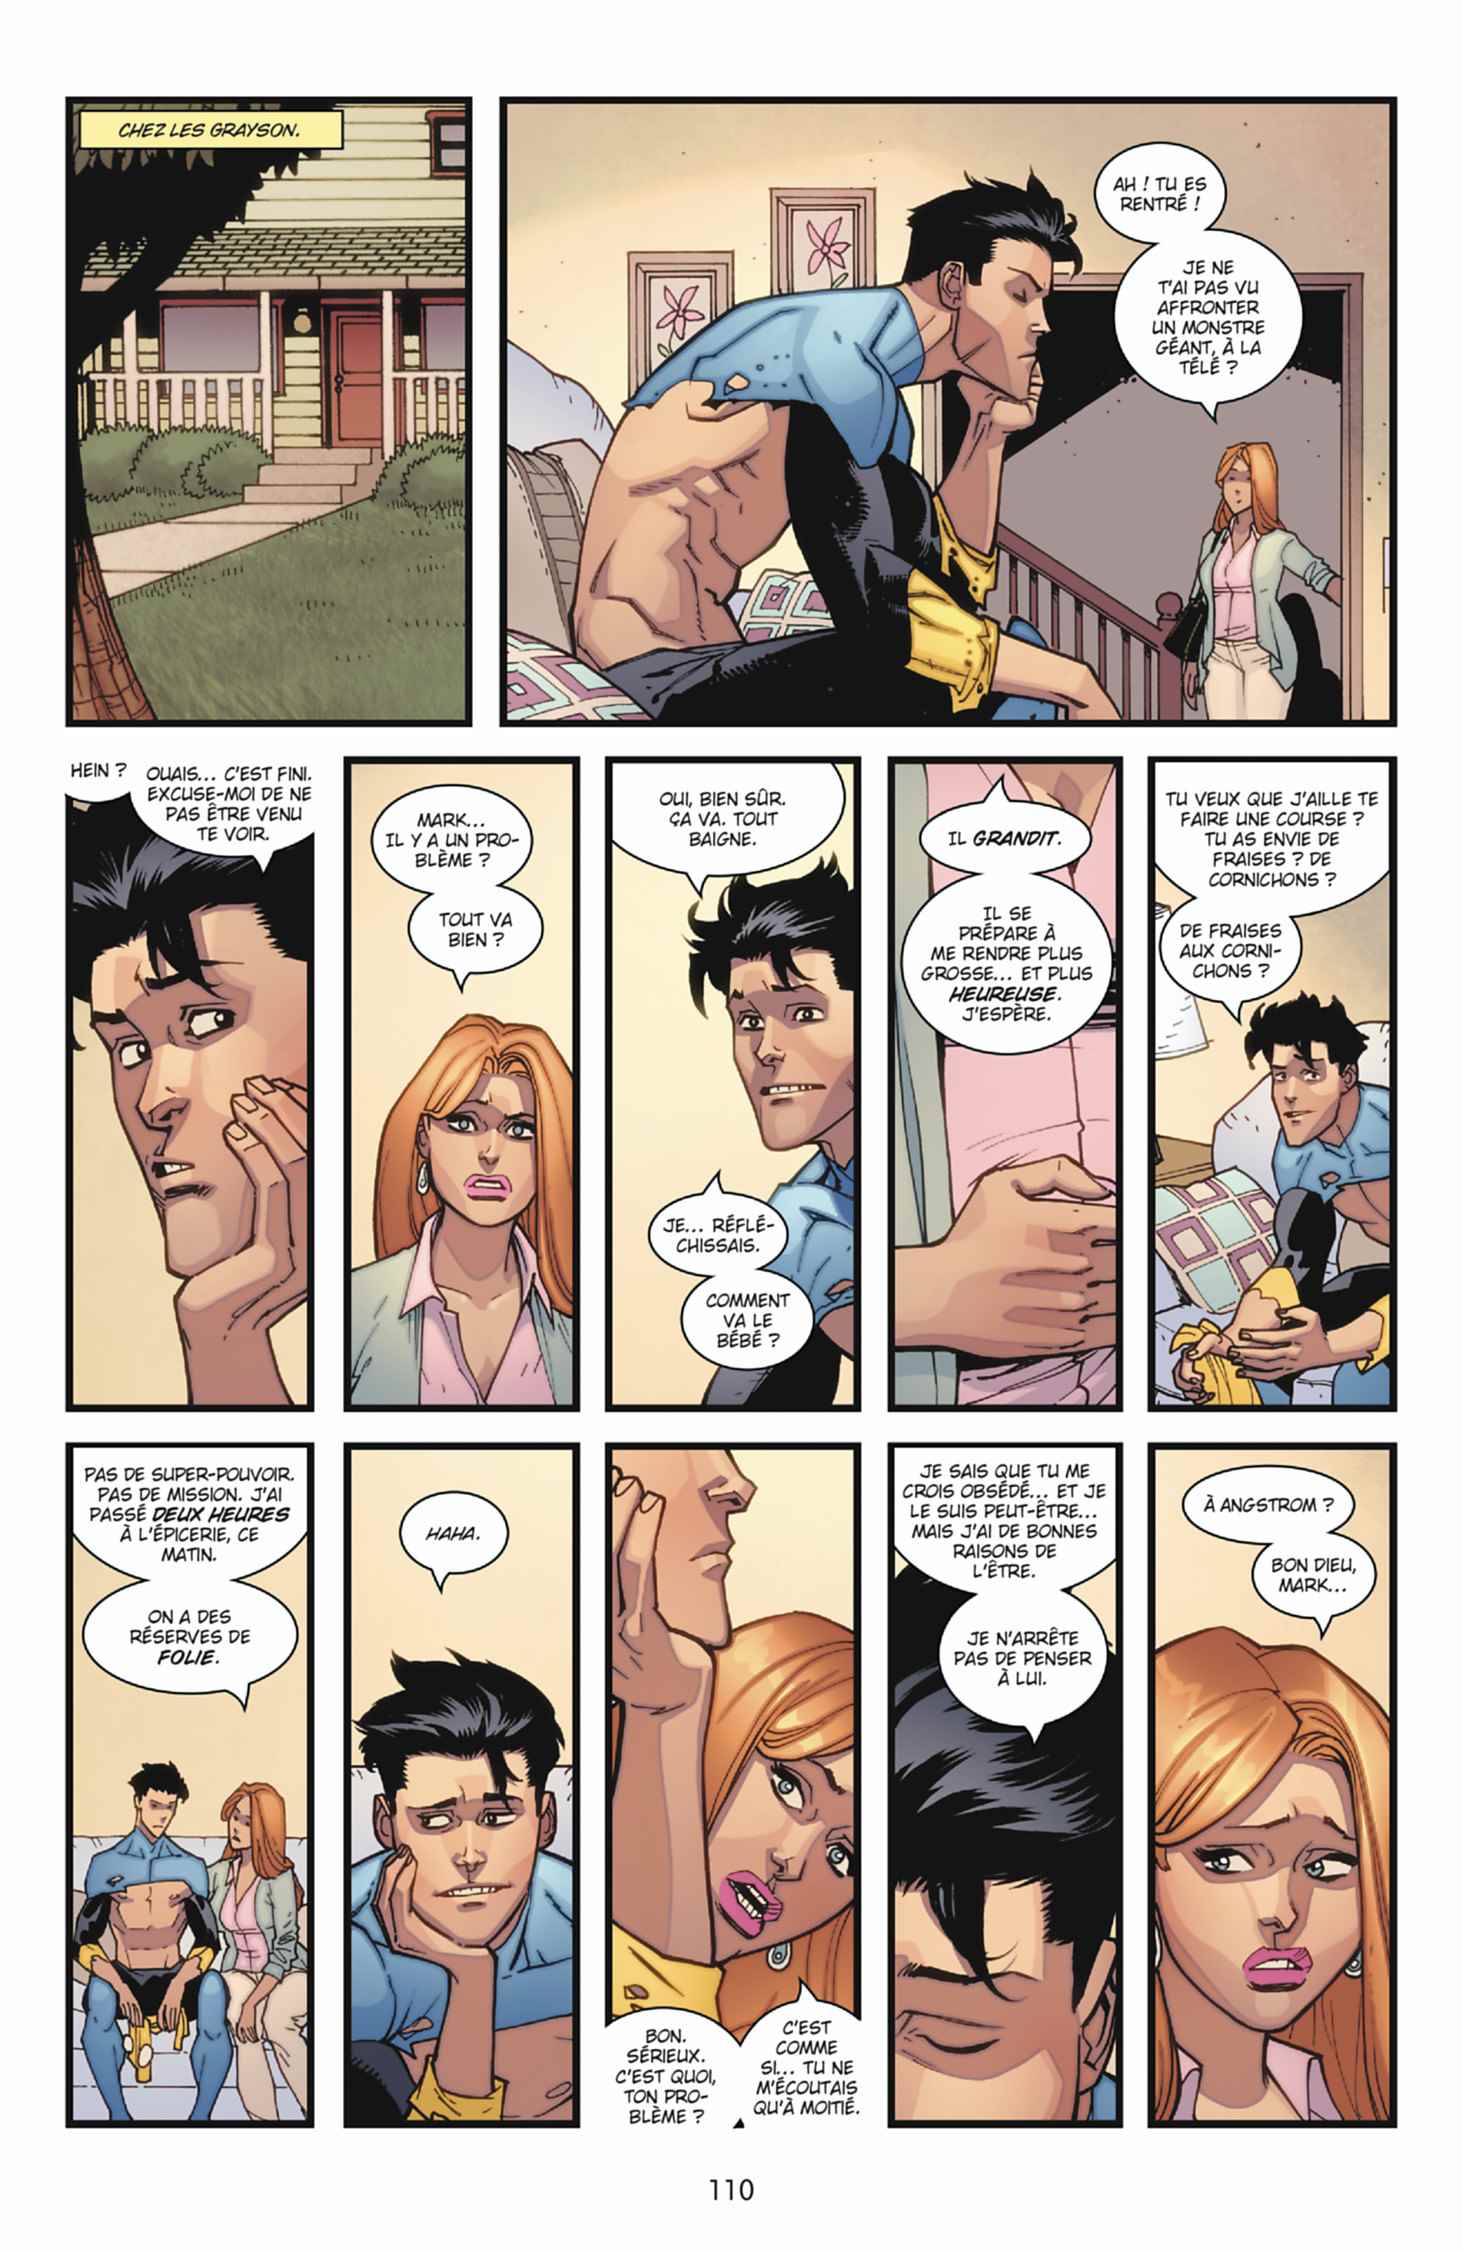 CHEZ LES GRAYSON.
AH ! TU ES
RENTRÉ !
JE NE
T'AI PAS VU
AFFRONTER
UN MONSTRE
GÉANT, À LA
TÉLÉ ?
HEIN ?
OUAIS... C'EST FINI.
EXCUSE-MOI DE NE
PAS ÊTRE VENU
TE VOIR.
MARK...
IL Y A UN PRO-
BLÈME ?
TOUT VA
BIEN ?
OUI, BIEN SÛR.
ÇA VA. TOUT
BAIGNE.
JE... RÉFLÉ-
CHISSAIS.
COMMENT
VA LE
BÉBÉ ?
IL GRANDIT.
IL SE
PRÉPARE À
ME RENDRE PLUS
GROSSE... ET PLUS
HEUREUSE.
J'ESPÈRE.
TU VEUX QUE J'AILLE TE
FAIRE UNE COURSE ?
TU AS ENVIE DE
FRAISES ? DE
CORNICHONS ?
DE FRAISES
AUX CORNI-
CHONS ?
PAS DE SUPER-POUVOIR.
PAS DE MISSION. J'AI
PASSÉ DEUX HEURES
À L'ÉPICERIE, CE
MATIN.
ON A DES
RÉSERVES DE
FOLIE.
HAHA.
BON.
SÉRIEUX.
C'EST QUOI,
TON PRO-
BLÈME ?
C'EST
COMME
SI... TU NE
M'ÉCOUTAIS
QU'À MOITIÉ.
JE SAIS QUE TU ME
CROIS OBSÉDÉ... ET JE
LE SUIS PEUT-ÊTRE...
MAIS J'AI DE BONNES
RAISONS DE
L'ÊTRE.
JE N'ARRÊTE
PAS DE PENSER
À LUI.
À ANGSTROM ?
BON DIEU,
MARK...
110